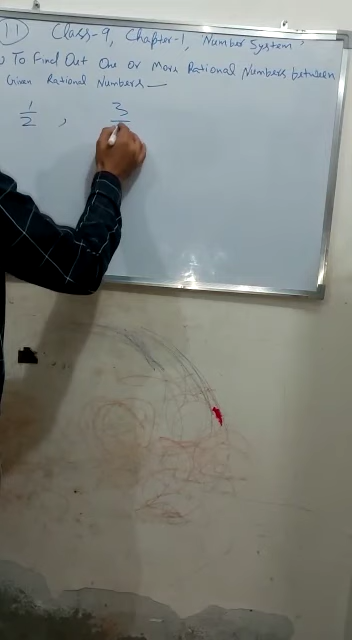 11 Class-9, Chapter-1, "Number System"
To Find Out One or More Rational Numbers between
Given Rational Numbers —
1/2 , 3/